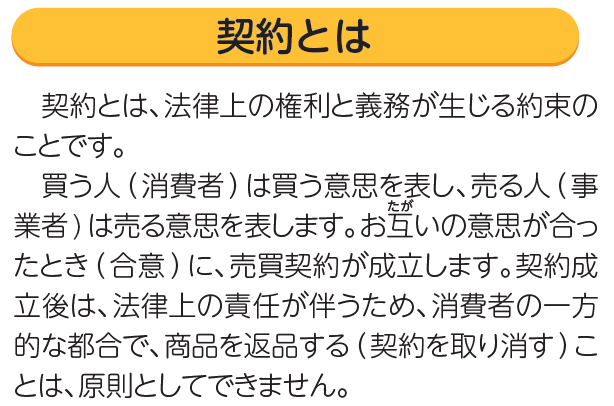 契約とは
契約とは、法律上の権利と義務が生じる約束の
ことです。
買う人(消費者)は買う意思を表し、売る人(事
業者)は売る意思を表します。お互いの意思が合っ
たがたとき(合意)に、売買契約が成立します。契約成
立後は、法律上の責任が伴うため、消費者の一方
的な都合で、商品を返品する(契約を取り消す)こ
とは、原則としてできません。